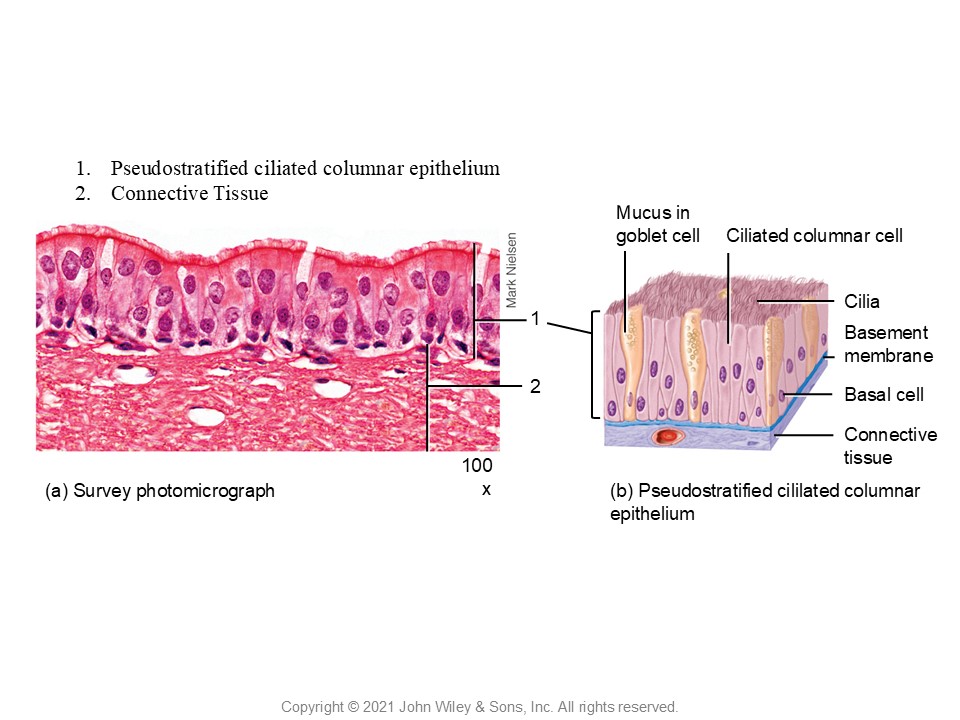 1. Pseudostratified ciliated columnar epithelium
2. Connective Tissue
Mucus in
goblet cell
Ciliated columnar cell
Mark Nielsen
Cilia
1
Basement
membrane
2
Basal cell
Connective
tissue
100
x
(a) Survey photomicrograph
(b) Pseudostratified cililated columnar
epithelium
Copyright © 2021 John Wiley & Sons, Inc. All rights reserved.